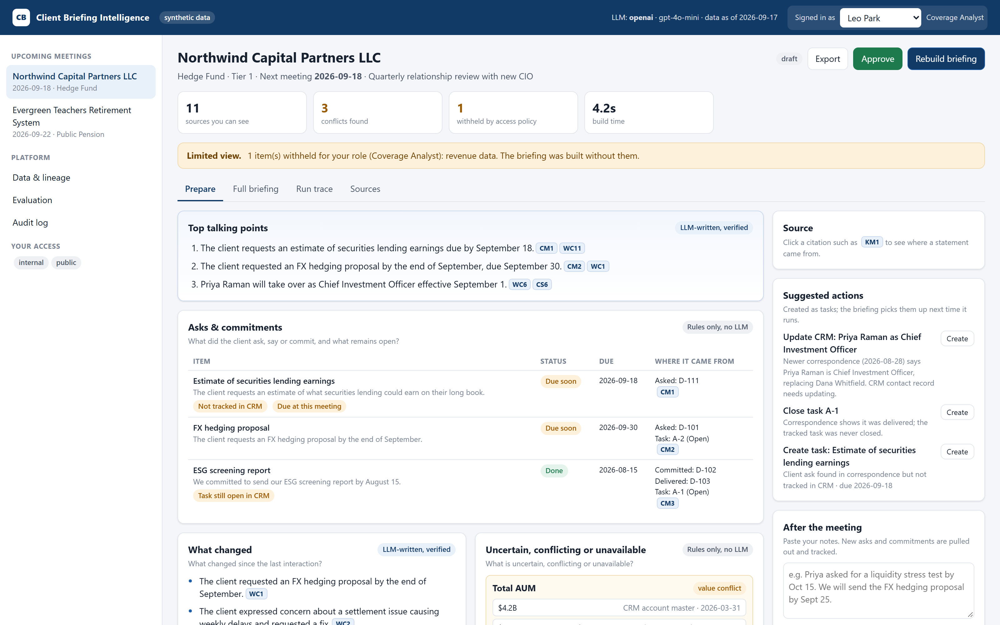 CB
Client Briefing Intelligence
synthetic data
LLM: openai · gpt-4o-mini · data as of 2026-09-17
Signed in as
Leo Park
Coverage Analyst
UPCOMING MEETINGS
Northwind Capital Partners LLC
2026-09-18 · Hedge Fund
Evergreen Teachers Retirement
System
2026-09-22 · Public Pension
PLATFORM
Data & lineage
Evaluation
Audit log
YOUR ACCESS
internal public
Northwind Capital Partners LLC
Hedge Fund · Tier 1 · Next meeting 2026-09-18 · Quarterly relationship review with new CIO
draft
Export
Approve
Rebuild briefing
11
sources you can see
3
conflicts found
1
withheld by access policy
4.2s
build time
Limited view. 1 item(s) withheld for your role (Coverage Analyst): revenue data. The briefing was built without them.
Prepare
Full briefing
Run trace
Sources
Top talking points
LLM-written, verified
1. The client requests an estimate of securities lending earnings due by September 18. CM1 WC11
2. The client requested an FX hedging proposal by the end of September, due September 30. CM2 WC1
3. Priya Raman will take over as Chief Investment Officer effective September 1. WC6 CS6
Asks & commitments
Rules only, no LLM
What did the client ask, say or commit, and what remains open?
ITEM STATUS DUE WHERE IT CAME FROM
Estimate of securities lending earnings
The client requests an estimate of what securities lending could earn on their long book.
Not tracked in CRM Due at this meeting
Due soon
2026-09-18
Asked: D-111
CM1
FX hedging proposal
The client requests an FX hedging proposal by the end of September.
Due soon
2026-09-30
Asked: D-101
Task: A-2 (Open)
CM2
ESG screening report
We committed to send our ESG screening report by August 15.
Task still open in CRM
Done
2026-08-15
Committed: D-102
Delivered: D-103
Task: A-1 (Open)
CM3
What changed
LLM-written, verified
What changed since the last interaction?
• The client requested an FX hedging proposal by the end of
September. WC1
• The client expressed concern about a settlement issue causing
weekly delays and requested a fix. WC2
Uncertain, conflicting or unavailable
Rules only, no LLM
What is uncertain, conflicting or unavailable?
Total AUM
value conflict
$4.2B
CRM account master · 2026-03-31
Source
Click a citation such as KM1 to see where a statement
came from.
Suggested actions
Created as tasks; the briefing picks them up next time it
runs.
Update CRM: Priya Raman as Chief
Investment Officer
Create
Newer correspondence (2026-08-28) says
Priya Raman is Chief Investment Officer,
replacing Dana Whitfield. CRM contact record
needs updating.
Close task A-1
Create
Correspondence shows it was delivered; the
tracked task was never closed.
Create task: Estimate of securities
lending earnings
Create
Client ask found in correspondence but not
tracked in CRM · due 2026-09-18
After the meeting
Paste your notes. New asks and commitments are pulled
out and tracked.
e.g. Priya asked for a liquidity stress test by
Oct 15. We will send the FX hedging proposal
by Sept 25.